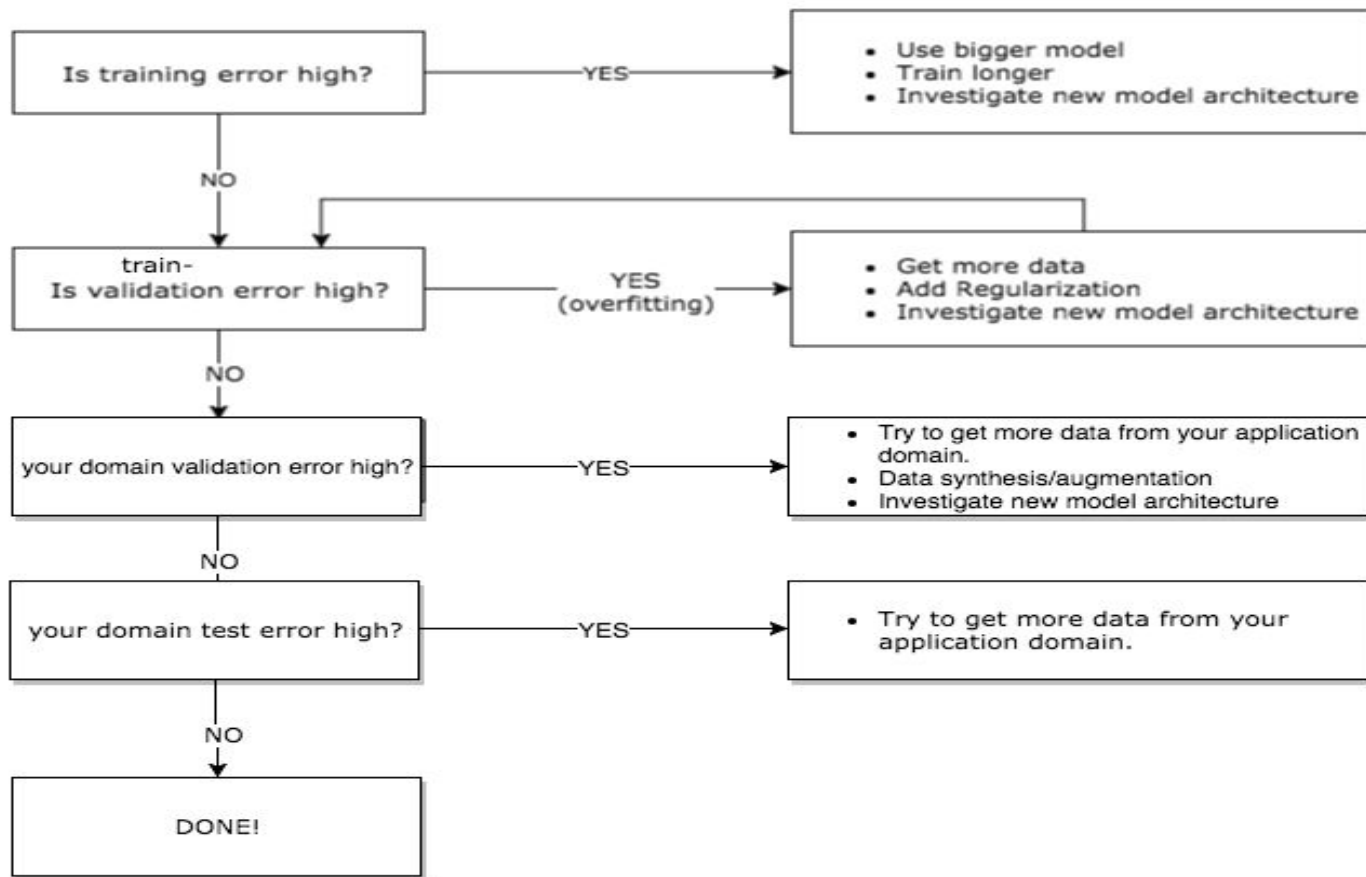 Is training error high?
YES
• Use bigger model
• Train longer
• Investigate new model architecture
NO
train-
Is validation error high?
YES
(overfitting)
• Get more data
• Add Regularization
• Investigate new model architecture
NO
your domain validation error high?
YES
• Try to get more data from your application
domain.
• Data synthesis/augmentation
• Investigate new model architecture
NO
your domain test error high?
YES
• Try to get more data from your
application domain.
NO
DONE!